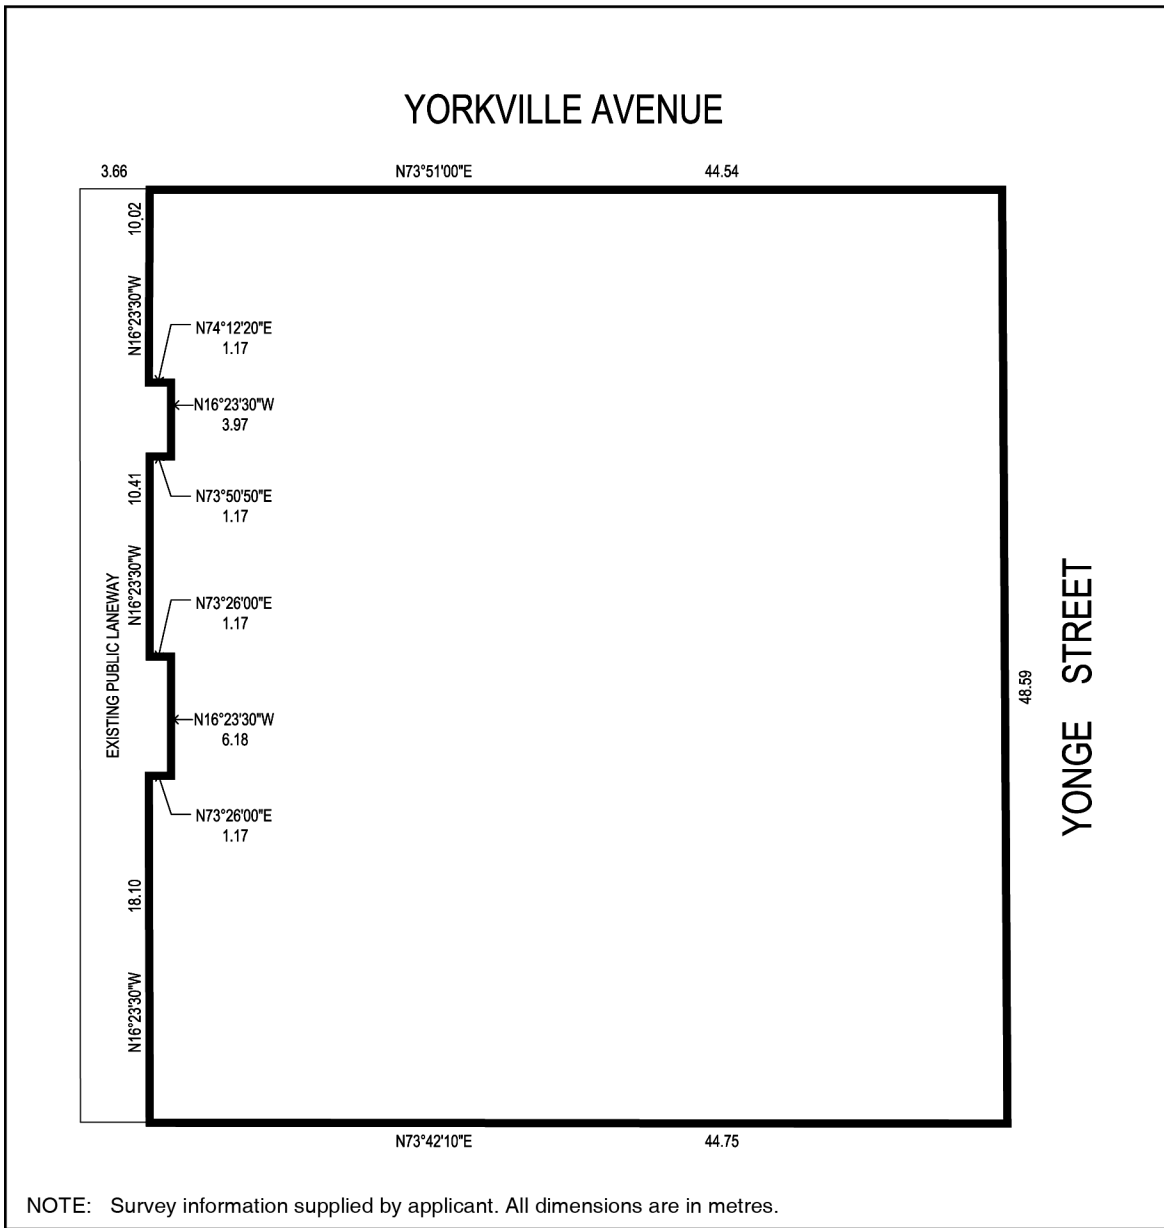 YORKVILLE AVENUE
3.66
N73°51'00"E
44.54
10.02
N16°23'30"W
N74°12'20"E
1.17
N16°23'30"W
3.97
10.41
N73°50'50"E
1.17
N16°23'30"W
EXISTING PUBLIC LANEWAY
N73°26'00"E
1.17
N16°23'30"W
6.18
N73°26'00"E
1.17
48.59
YONGE STREET
18.10
N16°23'30"W
N73°42'10"E
44.75
NOTE: Survey information supplied by applicant. All dimensions are in metres.